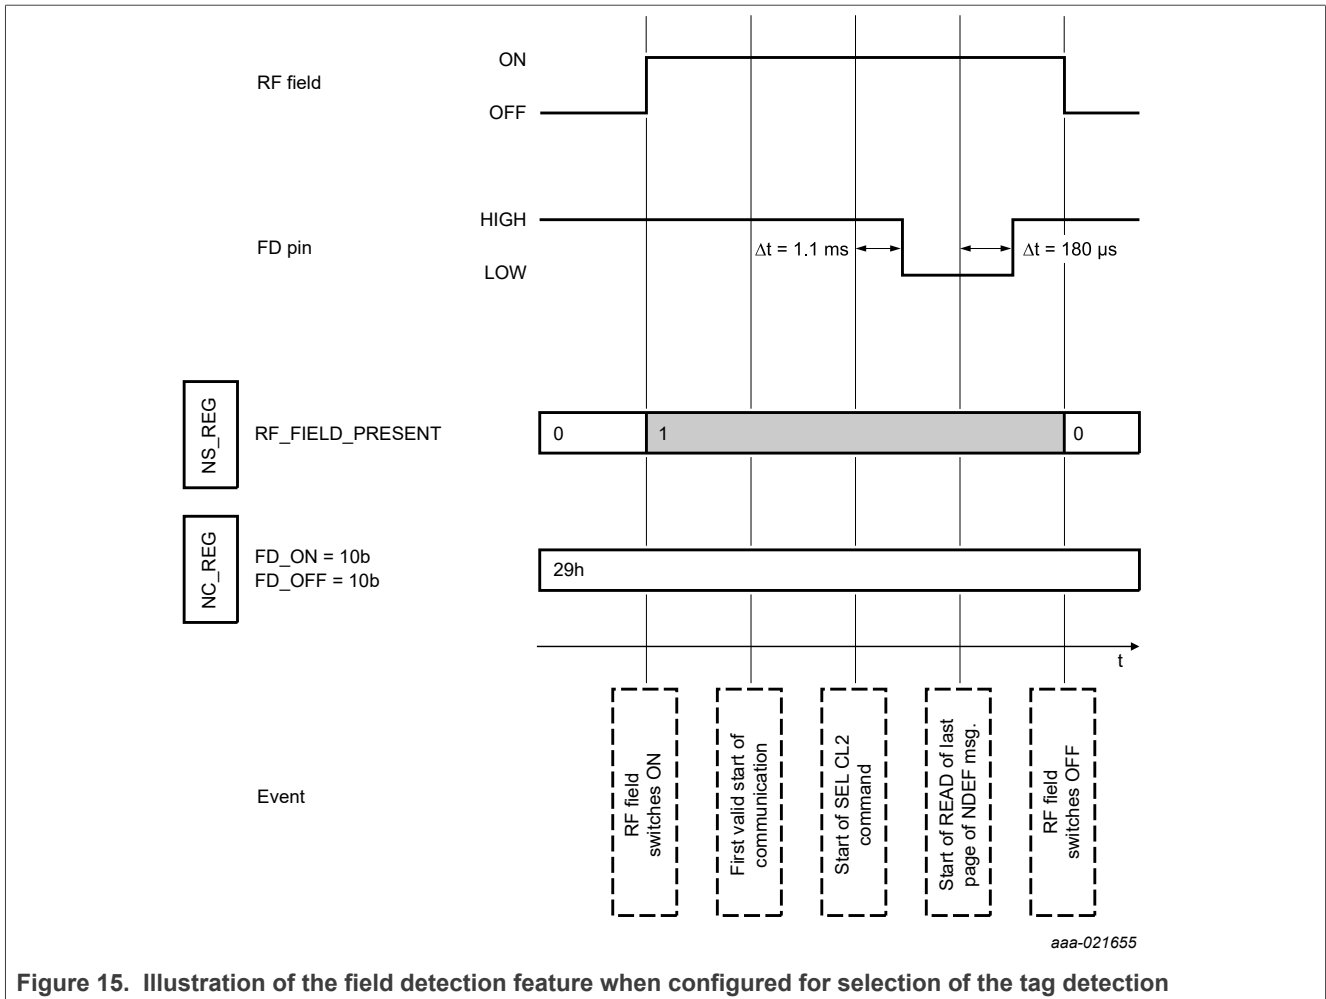 ON
RF field
OFF
HIGH
FD pin
Δt = 1.1 ms
Δt = 180 μs
LOW
NS_REG
RF_FIELD_PRESENT
0
1
0
NC_REG
FD_ON = 10b
FD_OFF = 10b
29h
t
Event
RF field
switches ON
First valid start of
communication
Start of SEL CL2
command
Start of READ of last
page of NDEF msg.
RF field
switches OFF
aaa-021655
Figure 15. Illustration of the field detection feature when configured for selection of the tag detection